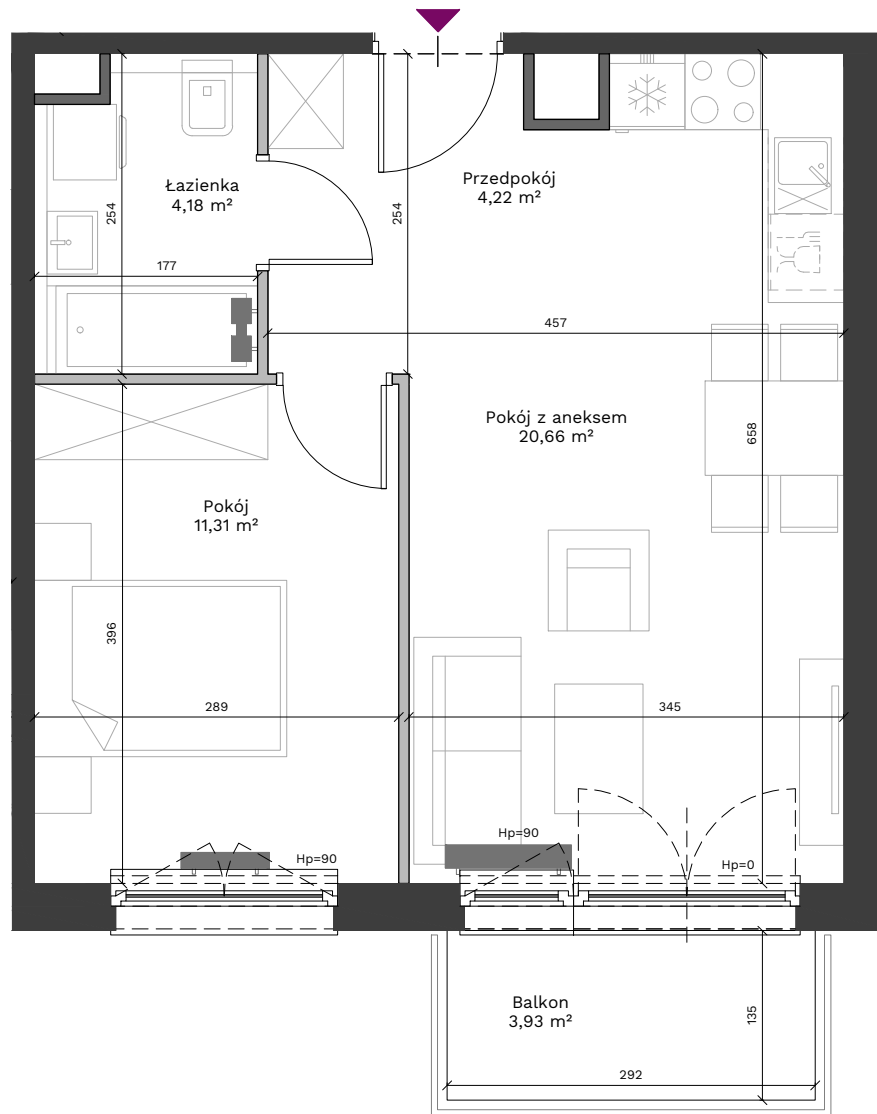 Łazienka
4,18 m²
254
177
254
Przedpokój
4,22 m²
457
Pokój z aneksem
20,66 m²
658
Pokój
11,31 m²
396
289
345
Hp=90
Hp=90
Hp=0
Balkon
3,93 m²
135
292